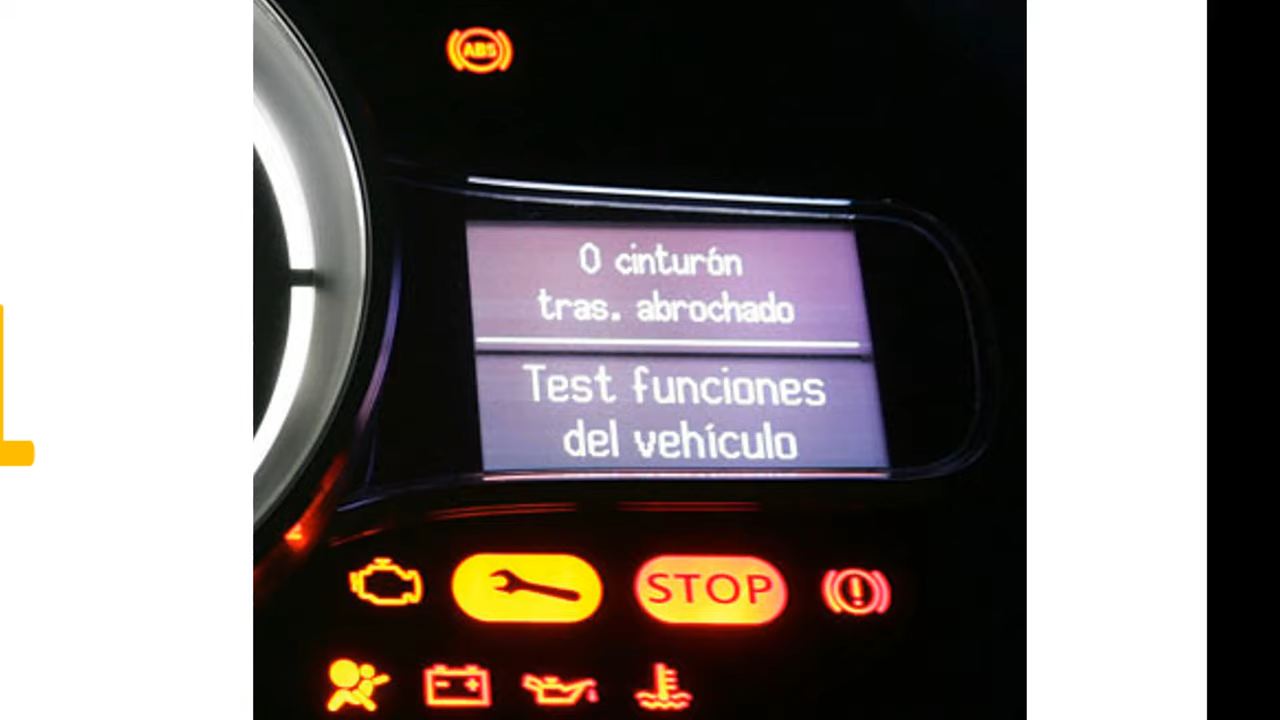 ABS
0 cinturón
tras. abrochado
Test funciones
del vehículo
STOP